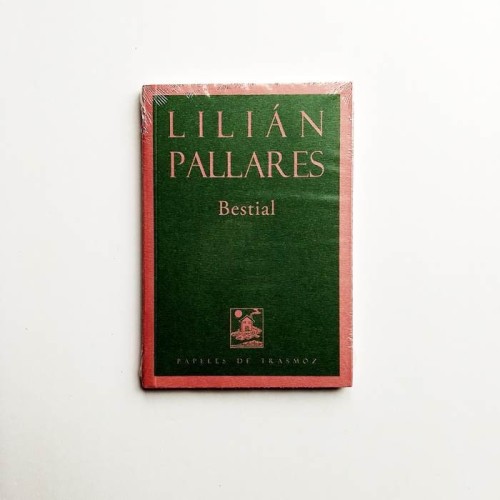 LILIÁN
PALLARES
Bestial
PAPELES DE TRASMOZ